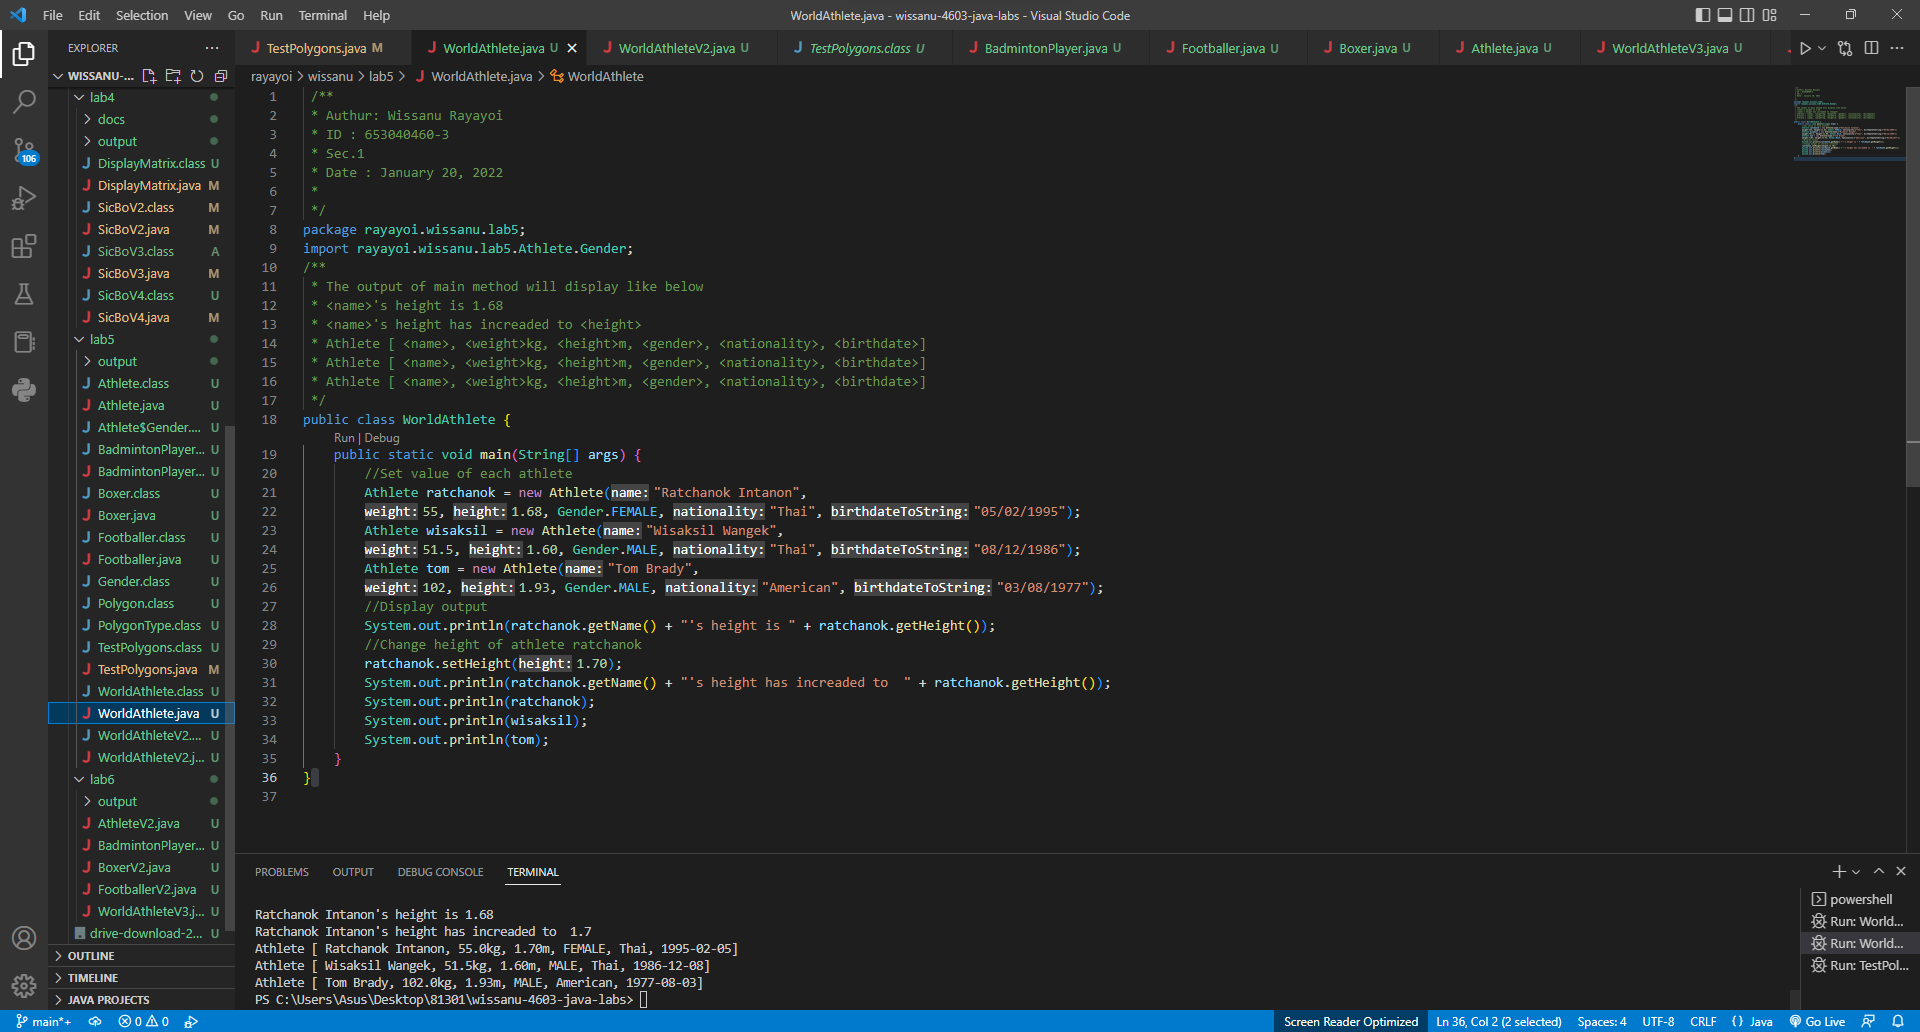 File Edit Selection View Go Run Terminal Help
WorldAthlete.java - wissanu-4603-java-labs - Visual Studio Code
EXPLORER
TestPolygons.java M
WorldAthlete.java U
WorldAthleteV2.java U
TestPolygons.class U
BadmintonPlayer.java U
Footballer.java U
Boxer.java U
Athlete.java U
WorldAthleteV3.java U
WISSANU-...
rayayoi > wissanu > lab5 > WorldAthlete.java > WorldAthlete
106
lab4
docs
output
DisplayMatrix.class U
DisplayMatrix.java M
SicBoV2.class M
SicBoV2.java M
SicBoV3.class A
SicBoV3.java M
SicBoV4.class U
SicBoV4.java M
lab5
output
Athlete.class U
Athlete.java U
Athlete$Gender.... U
BadmintonPlayer... U
BadmintonPlayer... U
Boxer.class U
Boxer.java U
Footballer.class U
Footballer.java U
Gender.class U
Polygon.class U
PolygonType.class U
TestPolygons.class U
TestPolygons.java M
WorldAthlete.class U
WorldAthlete.java U
WorldAthleteV2.... U
WorldAthleteV2.j... U
lab6
output
AthleteV2.java U
BadmintonPlayer... U
BoxerV2.java U
FootballerV2.java U
WorldAthleteV3.j... U
drive-download-2... U
OUTLINE
TIMELINE
JAVA PROJECTS
1 /**
2 * Authur: Wissanu Rayayoi
3 * ID : 653040460-3
4 * Sec.1
5 * Date : January 20, 2022
6 *
7 */
8 package rayayoi.wissanu.lab5;
9 import rayayoi.wissanu.lab5.Athlete.Gender;
10 /**
11 * The output of main method will display like below
12 * <name>'s height is 1.68
13 * <name>'s height has increaded to <height>
14 * Athlete [ <name>, <weight>kg, <height>m, <gender>, <nationality>, <birthdate>]
15 * Athlete [ <name>, <weight>kg, <height>m, <gender>, <nationality>, <birthdate>]
16 * Athlete [ <name>, <weight>kg, <height>m, <gender>, <nationality>, <birthdate>]
17 */
18 public class WorldAthlete {
Run | Debug
19 public static void main(String[] args) {
20 //Set value of each athlete
21 Athlete ratchanok = new Athlete(name: "Ratchanok Intanon",
22 weight: 55, height: 1.68, Gender.FEMALE, nationality: "Thai", birthdateToString: "05/02/1995");
23 Athlete wisaksil = new Athlete(name: "Wisaksil Wangek",
24 weight: 51.5, height: 1.60, Gender.MALE, nationality: "Thai", birthdateToString: "08/12/1986");
25 Athlete tom = new Athlete(name: "Tom Brady",
26 weight: 102, height: 1.93, Gender.MALE, nationality: "American", birthdateToString: "03/08/1977");
27 //Display output
28 System.out.println(ratchanok.getName() + "'s height is " + ratchanok.getHeight());
29 //Change height of athlete ratchanok
30 ratchanok.setHeight(height: 1.70);
31 System.out.println(ratchanok.getName() + "'s height has increaded to  " + ratchanok.getHeight());
32 System.out.println(ratchanok);
33 System.out.println(wisaksil);
34 System.out.println(tom);
35 }
36 }
37
PROBLEMS OUTPUT DEBUG CONSOLE TERMINAL
Ratchanok Intanon's height is 1.68
Ratchanok Intanon's height has increaded to  1.7
Athlete [ Ratchanok Intanon, 55.0kg, 1.70m, FEMALE, Thai, 1995-02-05]
Athlete [ Wisaksil Wangek, 51.5kg, 1.60m, MALE, Thai, 1986-12-08]
Athlete [ Tom Brady, 102.0kg, 1.93m, MALE, American, 1977-08-03]
PS C:\Users\Asus\Desktop\81301\wissanu-4603-java-labs>
powershell
Run: World...
Run: World...
Run: TestPol...
main*+ 0 0
Screen Reader Optimized Ln 36, Col 2 (2 selected) Spaces: 4 UTF-8 CRLF {} Java Go Live